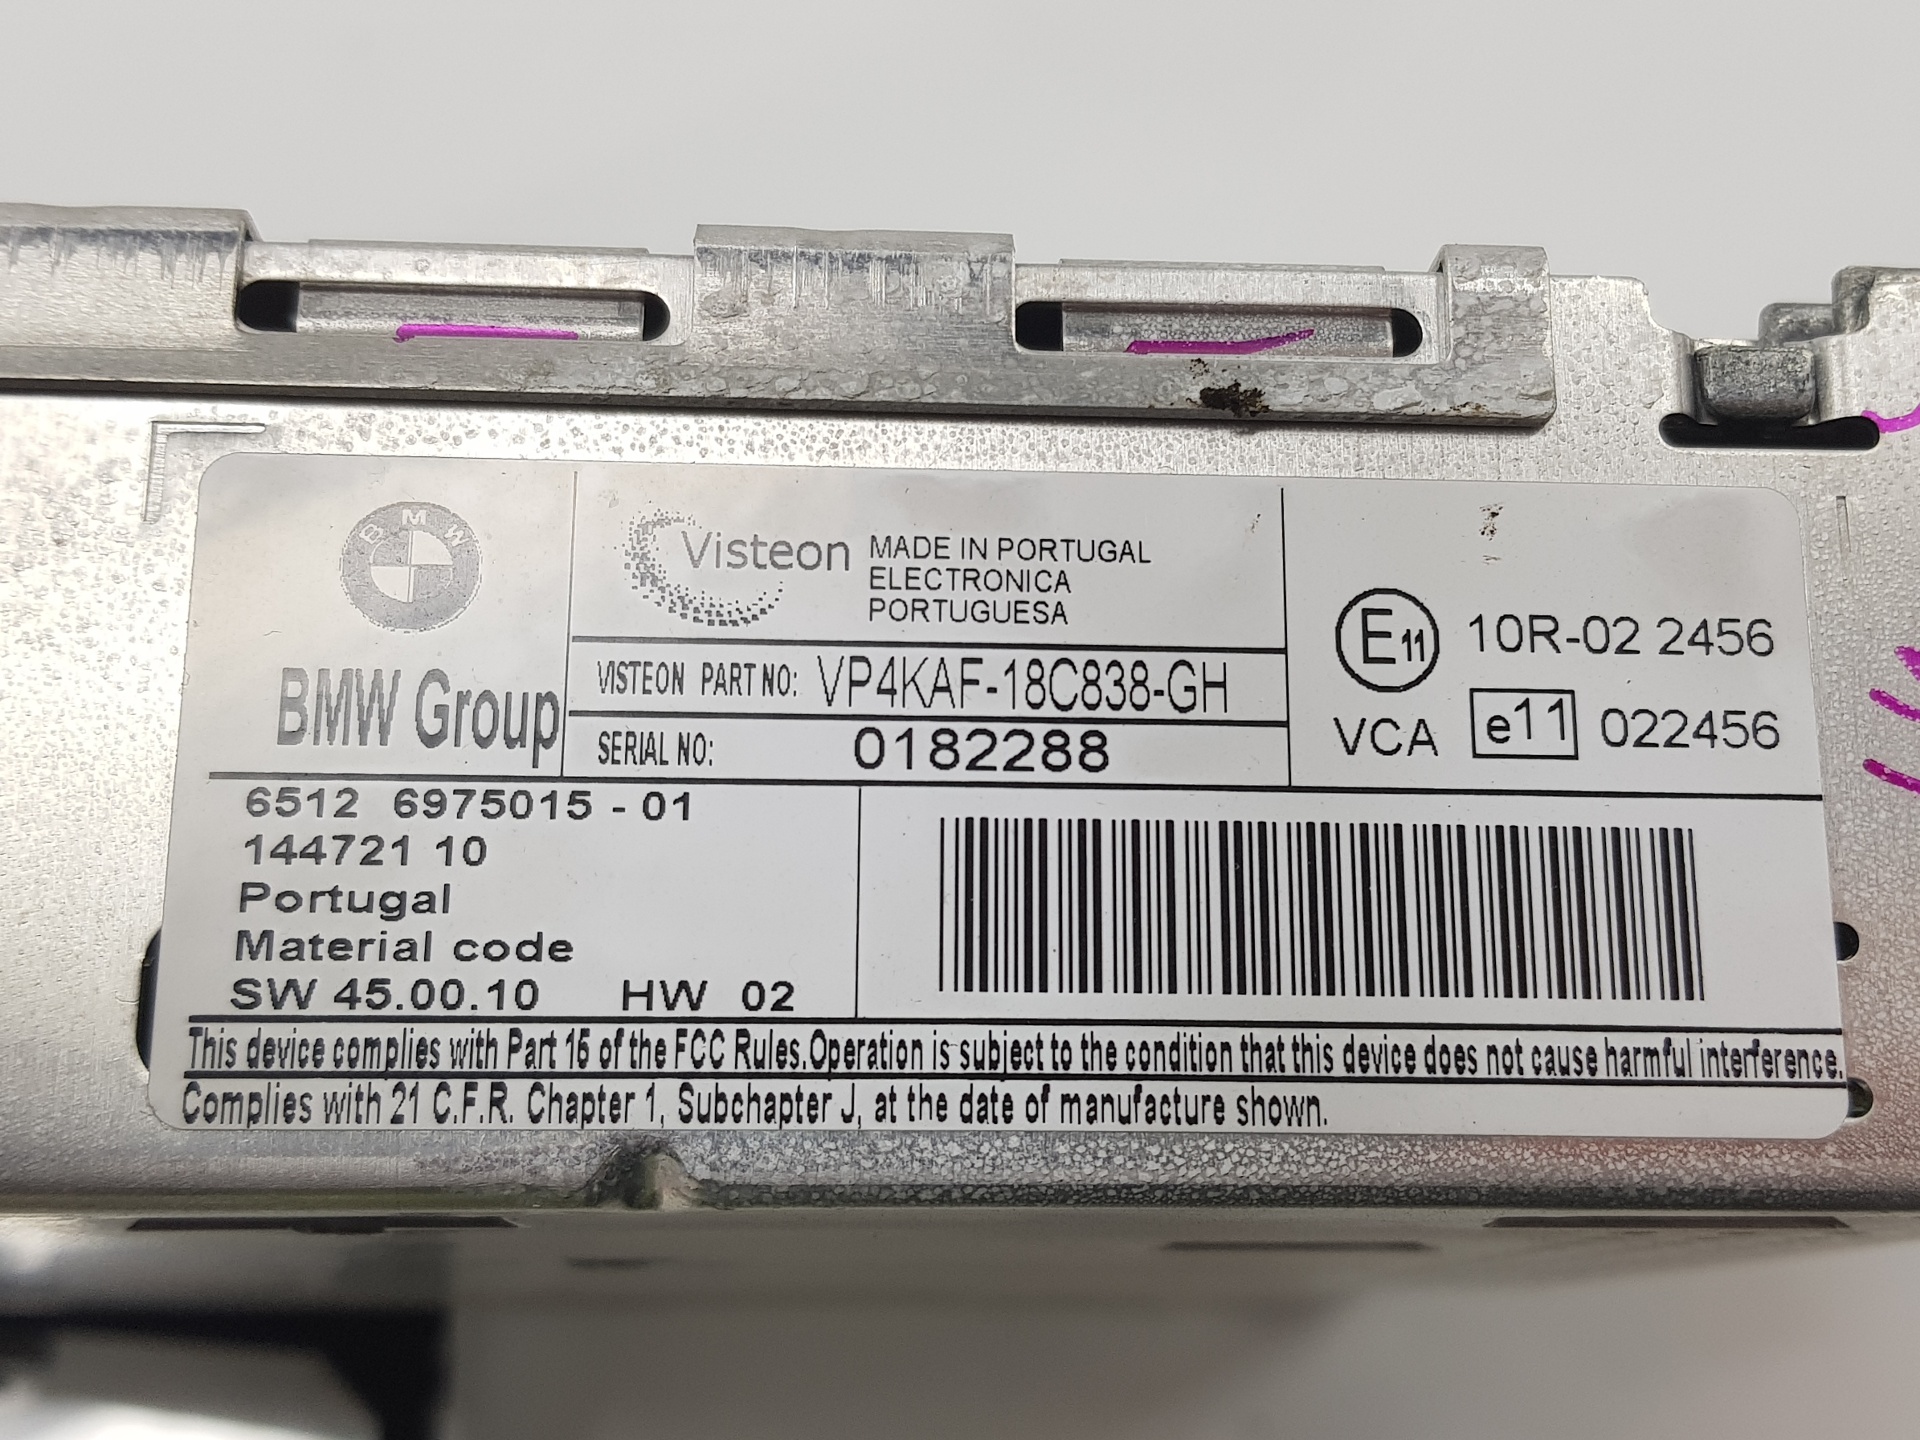 BMW
BMW Group
Visteon
MADE IN PORTUGAL
ELECTRONICA
PORTUGUESA
VISTEON PART NO: VP4KAF-18C838-GH
SERIAL NO: 0182288
E11 10R-02 2456
VCA e11 022456
6512 6975015 - 01
144721 10
Portugal
Material code
SW 45.00.10 HW 02
This device complies with Part 15 of the FCC Rules.Operation is subject to the condition that this device does not cause harmful interference.
Complies with 21 C.F.R. Chapter 1, Subchapter J, at the date of manufacture shown.